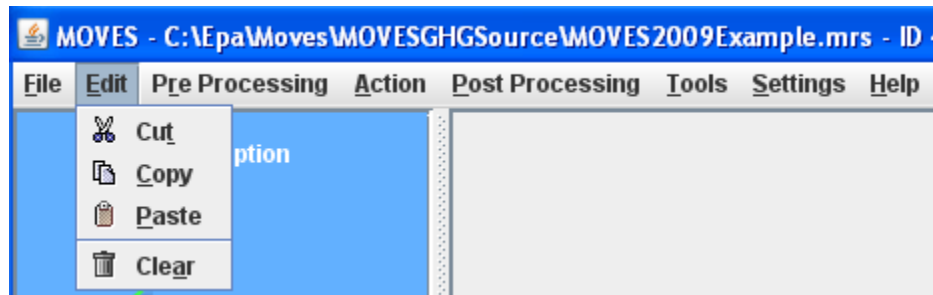 MOVES - C:\Epa\Moves\MOVESGHGSource\MOVES2009Example.mrs - ID
File Edit Pre Processing Action Post Processing Tools Settings Help
Cut
ption
Copy
Paste
Clear